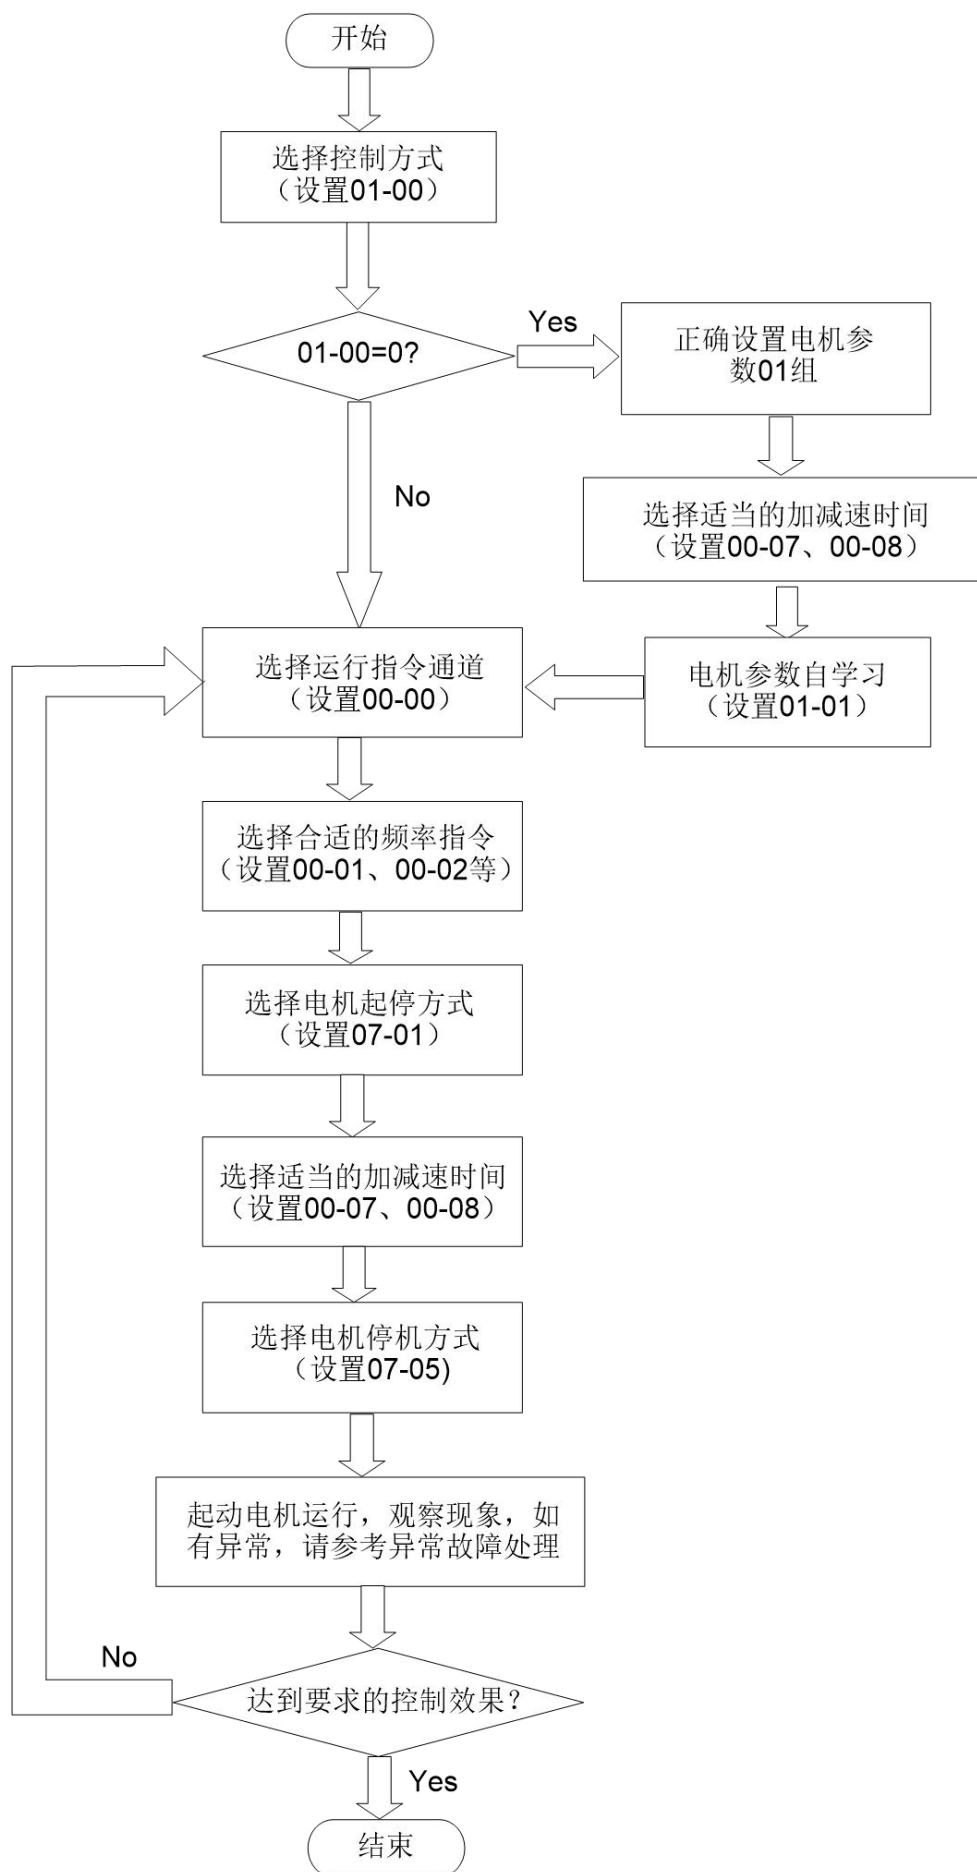 开始
选择控制方式
（设置01-00）
01-00=0?
Yes
正确设置电机参
数01组
No
选择适当的加减速时间
（设置00-07、00-08）
选择运行指令通道
（设置00-00）
电机参数自学习
（设置01-01）
选择合适的频率指令
（设置00-01、00-02等）
选择电机起停方式
（设置07-01）
选择适当的加减速时间
（设置00-07、00-08）
选择电机停机方式
（设置07-05)
起动电机运行，观察现象，如
有异常，请参考异常故障处理
No
达到要求的控制效果？
Yes
结束